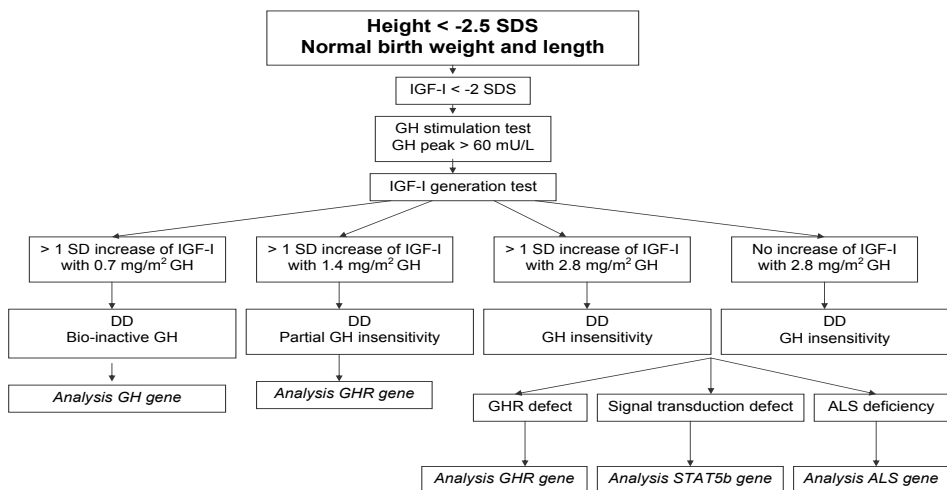 Height < -2.5 SDS
Normal birth weight and length
IGF-I < -2 SDS
GH stimulation test
GH peak > 60 mU/L
IGF-I generation test
> 1 SD increase of IGF-I
with 0.7 mg/m² GH
> 1 SD increase of IGF-I
with 1.4 mg/m² GH
> 1 SD increase of IGF-I
with 2.8 mg/m² GH
No increase of IGF-I
with 2.8 mg/m² GH
DD
Bio-inactive GH
DD
Partial GH insensitivity
DD
GH insensitivity
DD
GH insensitivity
Analysis GH gene
Analysis GHR gene
GHR defect
Signal transduction defect
ALS deficiency
Analysis GHR gene
Analysis STAT5b gene
Analysis ALS gene